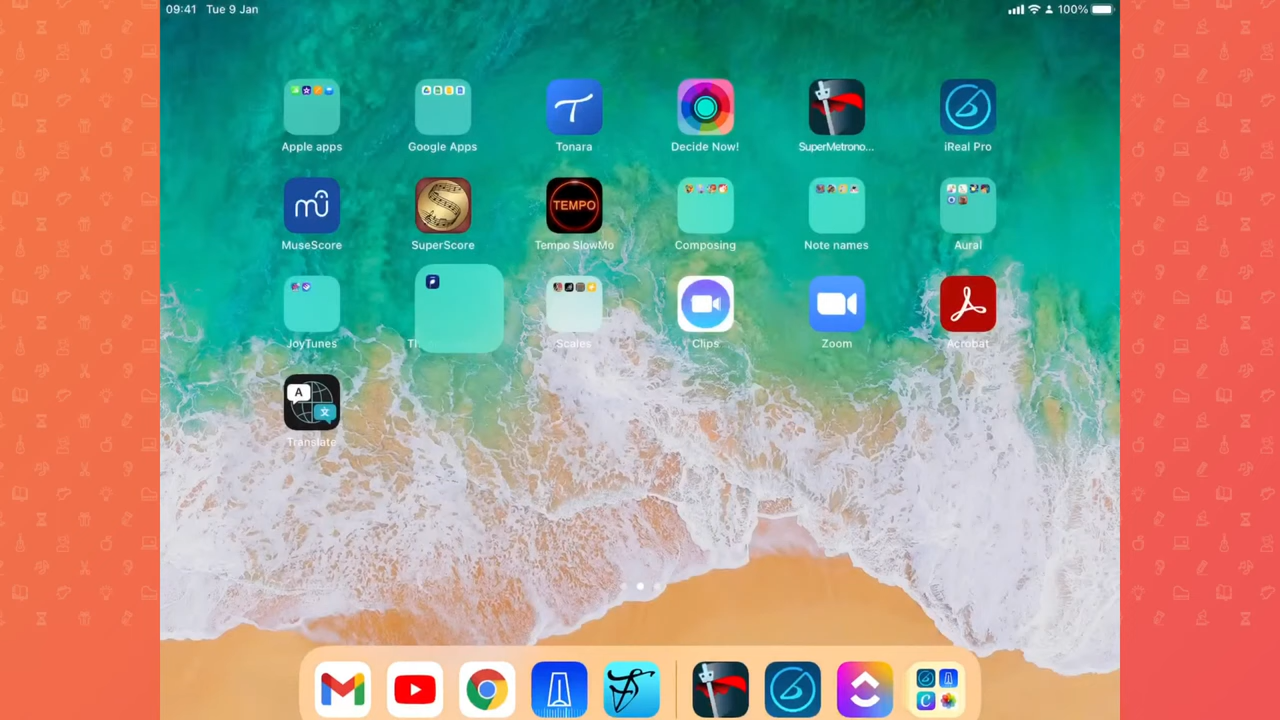 09:41 Tue 9 Jan
100%
Apple apps
Google Apps
Tonara
Decide Now!
SuperMetrono...
iReal Pro
TEMPO
MuseScore
SuperScore
Tempo SlowMo
Composing
Note names
Aural
JoyTunes
Scales
Clips
Zoom
Acrobat
A
文
Translate